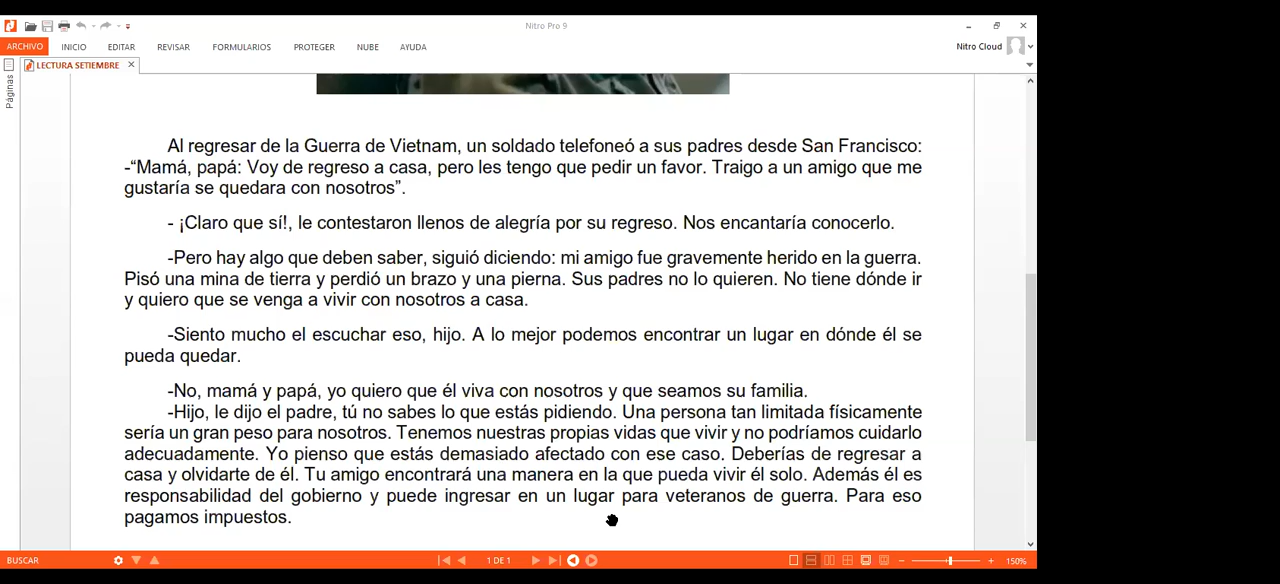 Nitro Pro 9
ARCHIVO INICIO EDITAR REVISAR FORMULARIOS PROTEGER NUBE AYUDA Nitro Cloud
LECTURA SETIEMBRE
Páginas
Al regresar de la Guerra de Vietnam, un soldado telefoneó a sus padres desde San Francisco:
-“Mamá, papá: Voy de regreso a casa, pero les tengo que pedir un favor. Traigo a un amigo que me
gustaría se quedara con nosotros”.
- ¡Claro que sí!, le contestaron llenos de alegría por su regreso. Nos encantaría conocerlo.
-Pero hay algo que deben saber, siguió diciendo: mi amigo fue gravemente herido en la guerra.
Pisó una mina de tierra y perdió un brazo y una pierna. Sus padres no lo quieren. No tiene dónde ir
y quiero que se venga a vivir con nosotros a casa.
-Siento mucho el escuchar eso, hijo. A lo mejor podemos encontrar un lugar en dónde él se
pueda quedar.
-No, mamá y papá, yo quiero que él viva con nosotros y que seamos su familia.
-Hijo, le dijo el padre, tú no sabes lo que estás pidiendo. Una persona tan limitada físicamente
sería un gran peso para nosotros. Tenemos nuestras propias vidas que vivir y no podríamos cuidarlo
adecuadamente. Yo pienso que estás demasiado afectado con ese caso. Deberías de regresar a
casa y olvidarte de él. Tu amigo encontrará una manera en la que pueda vivir él solo. Además él es
responsabilidad del gobierno y puede ingresar en un lugar para veteranos de guerra. Para eso
pagamos impuestos.
BUSCAR 1 DE 1 150%